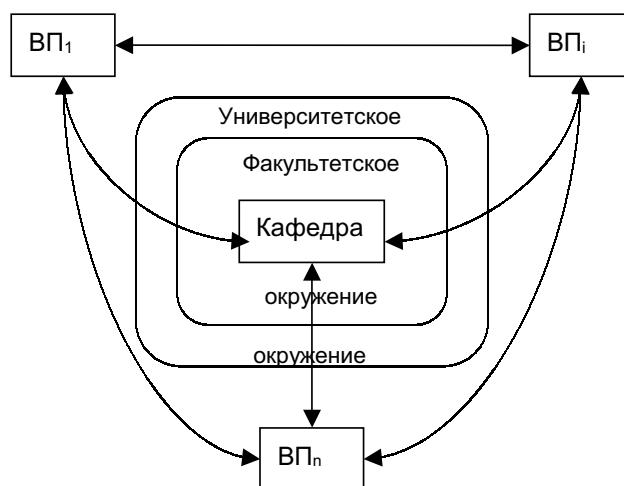 ВП₁
ВПᵢ
Университетское
Факультетское
Кафедра
окружение
окружение
ВПₙ